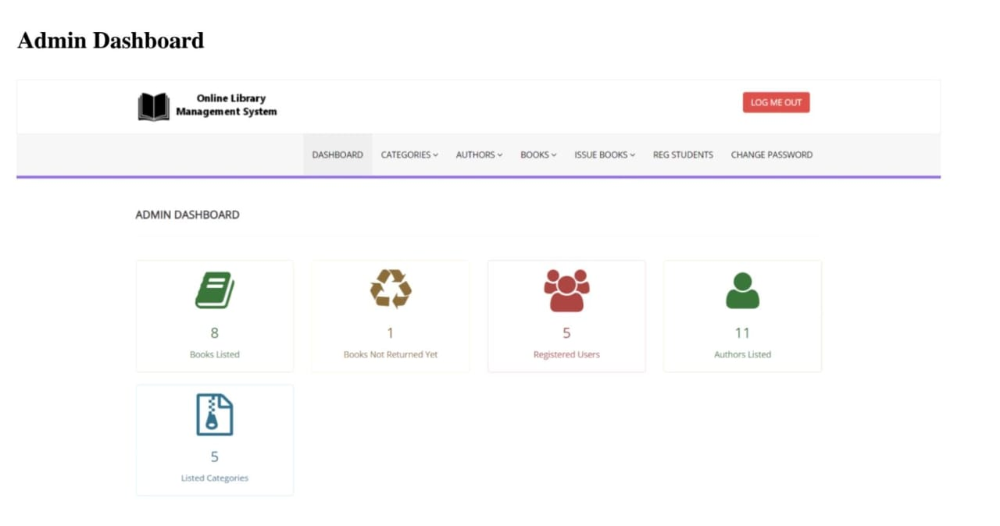 Admin Dashboard
Online Library
Management System
LOG ME OUT
DASHBOARD CATEGORIES AUTHORS BOOKS ISSUE BOOKS REG STUDENTS CHANGE PASSWORD
ADMIN DASHBOARD
8
Books Listed
1
Books Not Returned Yet
5
Registered Users
11
Authors Listed
5
Listed Categories